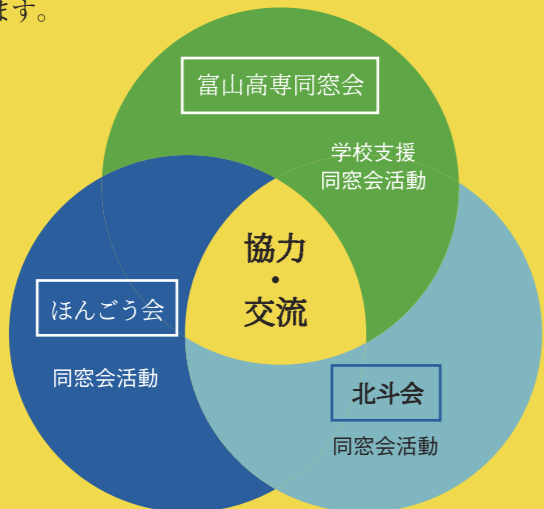 ます。
富山高専同窓会
学校支援
同窓会活動
協力
・
交流
ほんごう会
同窓会活動
北斗会
同窓会活動